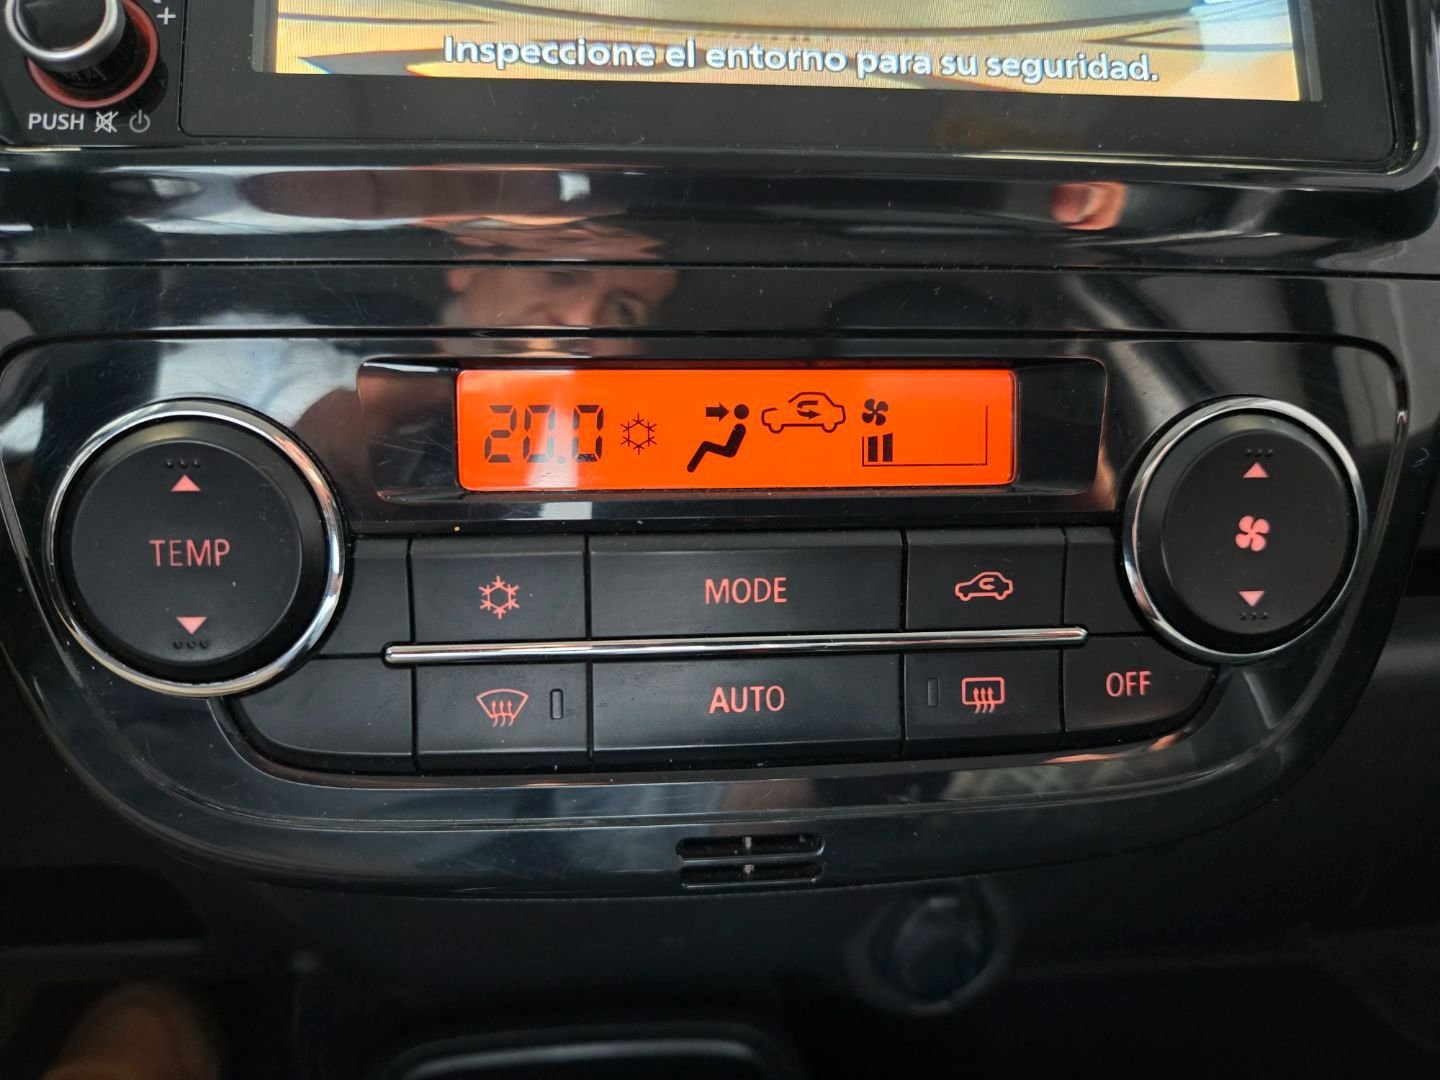 Inspeccione el entorno para su seguridad.
PUSH
20.0
TEMP
MODE
AUTO
OFF